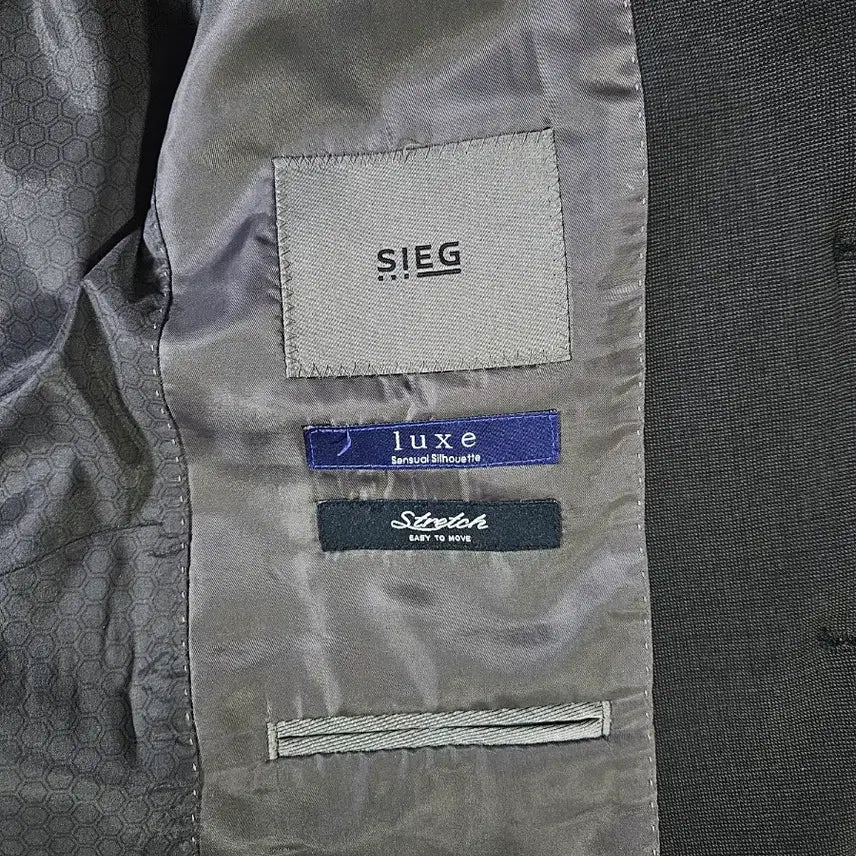 SIEG
luxe
Sensual Silhouette
Stretch
EASY TO MOVE